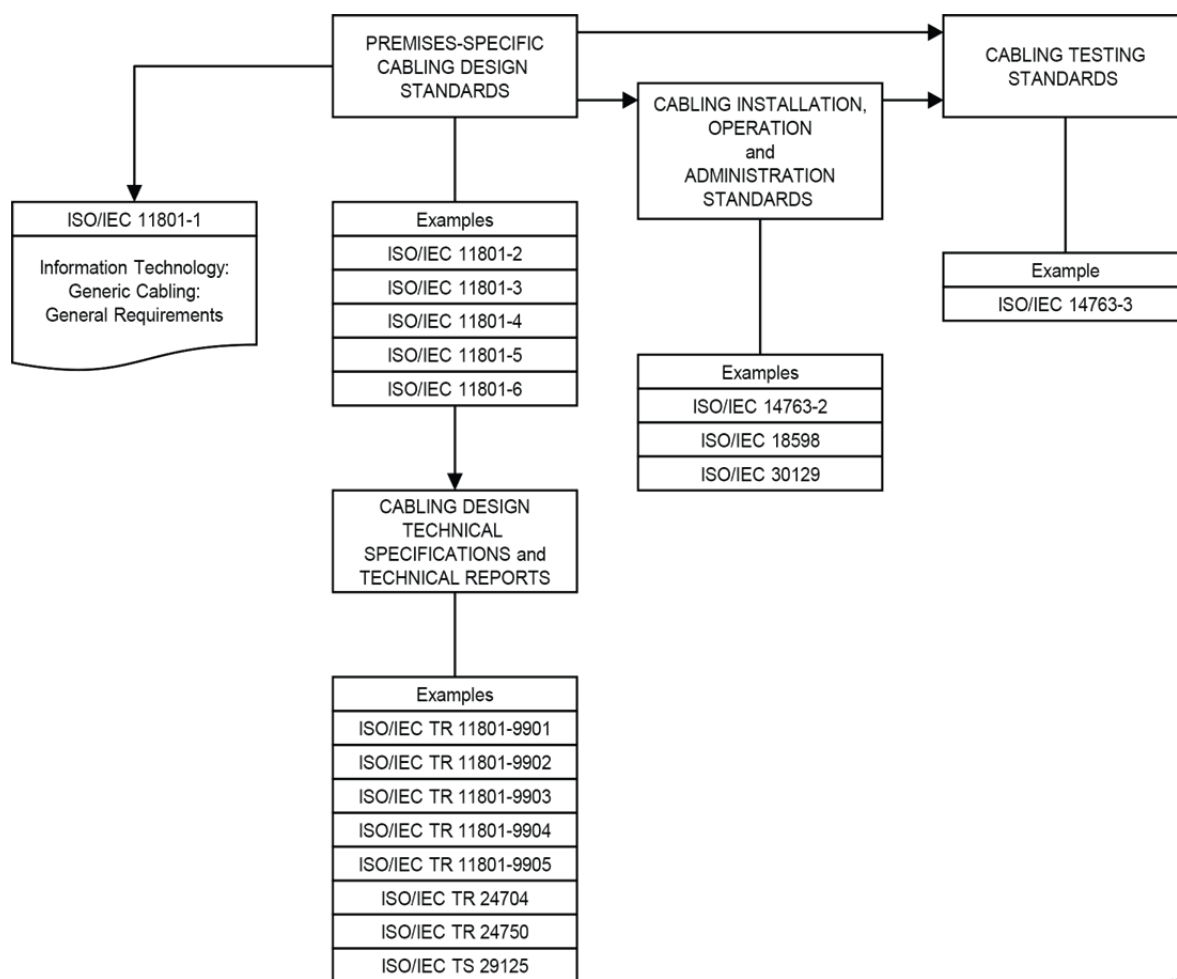 PREMISES-SPECIFIC
CABLING DESIGN
STANDARDS
CABLING TESTING
STANDARDS
CABLING INSTALLATION,
OPERATION
and
ADMINISTRATION
STANDARDS
ISO/IEC 11801-1
Information Technology:
Generic Cabling:
General Requirements
Examples
ISO/IEC 11801-2
ISO/IEC 11801-3
ISO/IEC 11801-4
ISO/IEC 11801-5
ISO/IEC 11801-6
Example
ISO/IEC 14763-3
Examples
ISO/IEC 14763-2
ISO/IEC 18598
ISO/IEC 30129
CABLING DESIGN
TECHNICAL
SPECIFICATIONS and
TECHNICAL REPORTS
Examples
ISO/IEC TR 11801-9901
ISO/IEC TR 11801-9902
ISO/IEC TR 11801-9903
ISO/IEC TR 11801-9904
ISO/IEC TR 11801-9905
ISO/IEC TR 24704
ISO/IEC TR 24750
ISO/IEC TS 29125